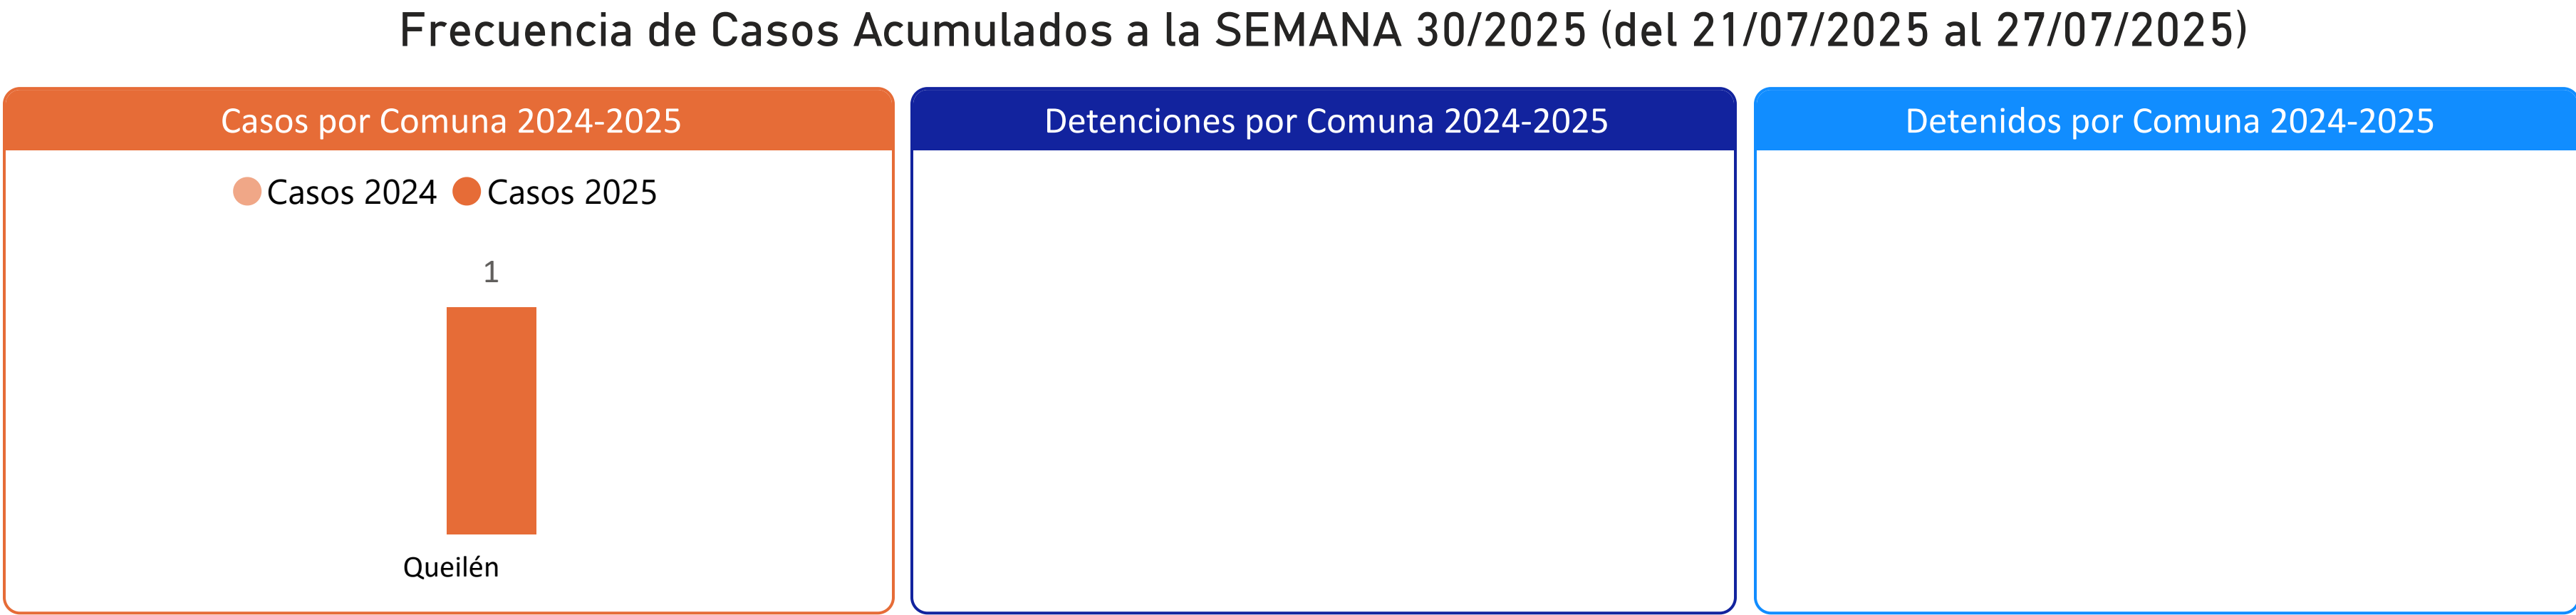 Frecuencia de Casos Acumulados a la SEMANA 30/2025 (del 21/07/2025 al 27/07/2025)
Casos por Comuna 2024-2025
Casos 2024 Casos 2025
1
Queilén
Detenciones por Comuna 2024-2025
Detenidos por Comuna 2024-2025